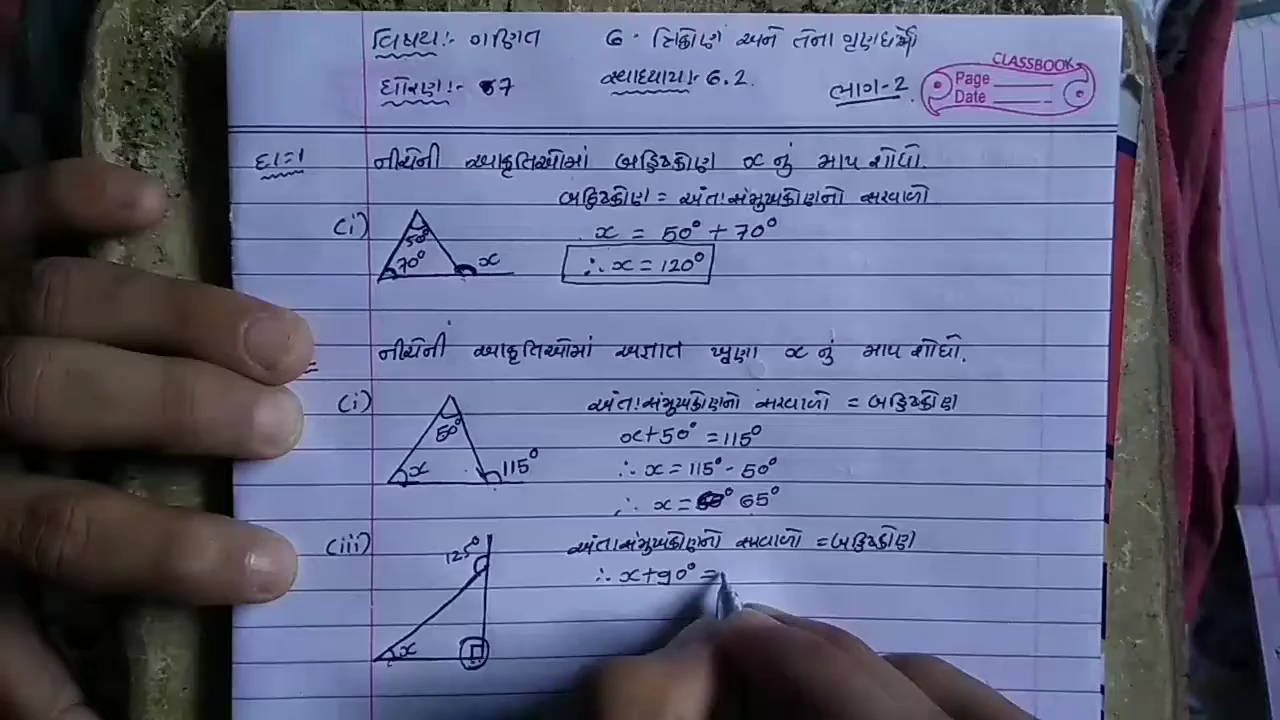 વિષય:- ગણિત 6. ત્રિકોણ અને તેના ગુણધર્મો
ધોરણ:- 7 સ્વાધ્યાય:- 6.2. ભાગ-2
CLASSBOOK
Page
Date
દા=1 નીચેની આકૃતિઓમાં બહિષ્કોણ x નું માપ શોધો.
બહિષ્કોણ = અંતઃસંમુખકોણનો સરવાળો
(i) 50° 70° x
x = 50° + 70°
∴ x = 120°
= નીચેની આકૃતિઓમાં અજ્ઞાત ખૂણા x નું માપ શોધો.
(i) 50° x 115°
અંતઃસંમુખકોણનો સરવાળો = બહિષ્કોણ
x + 50° = 115°
∴ x = 115° - 50°
∴ x = 65°
(iii) 125° x
અંતઃસંમુખકોણનો સરવાળો = બહિષ્કોણ
∴ x + 90° =